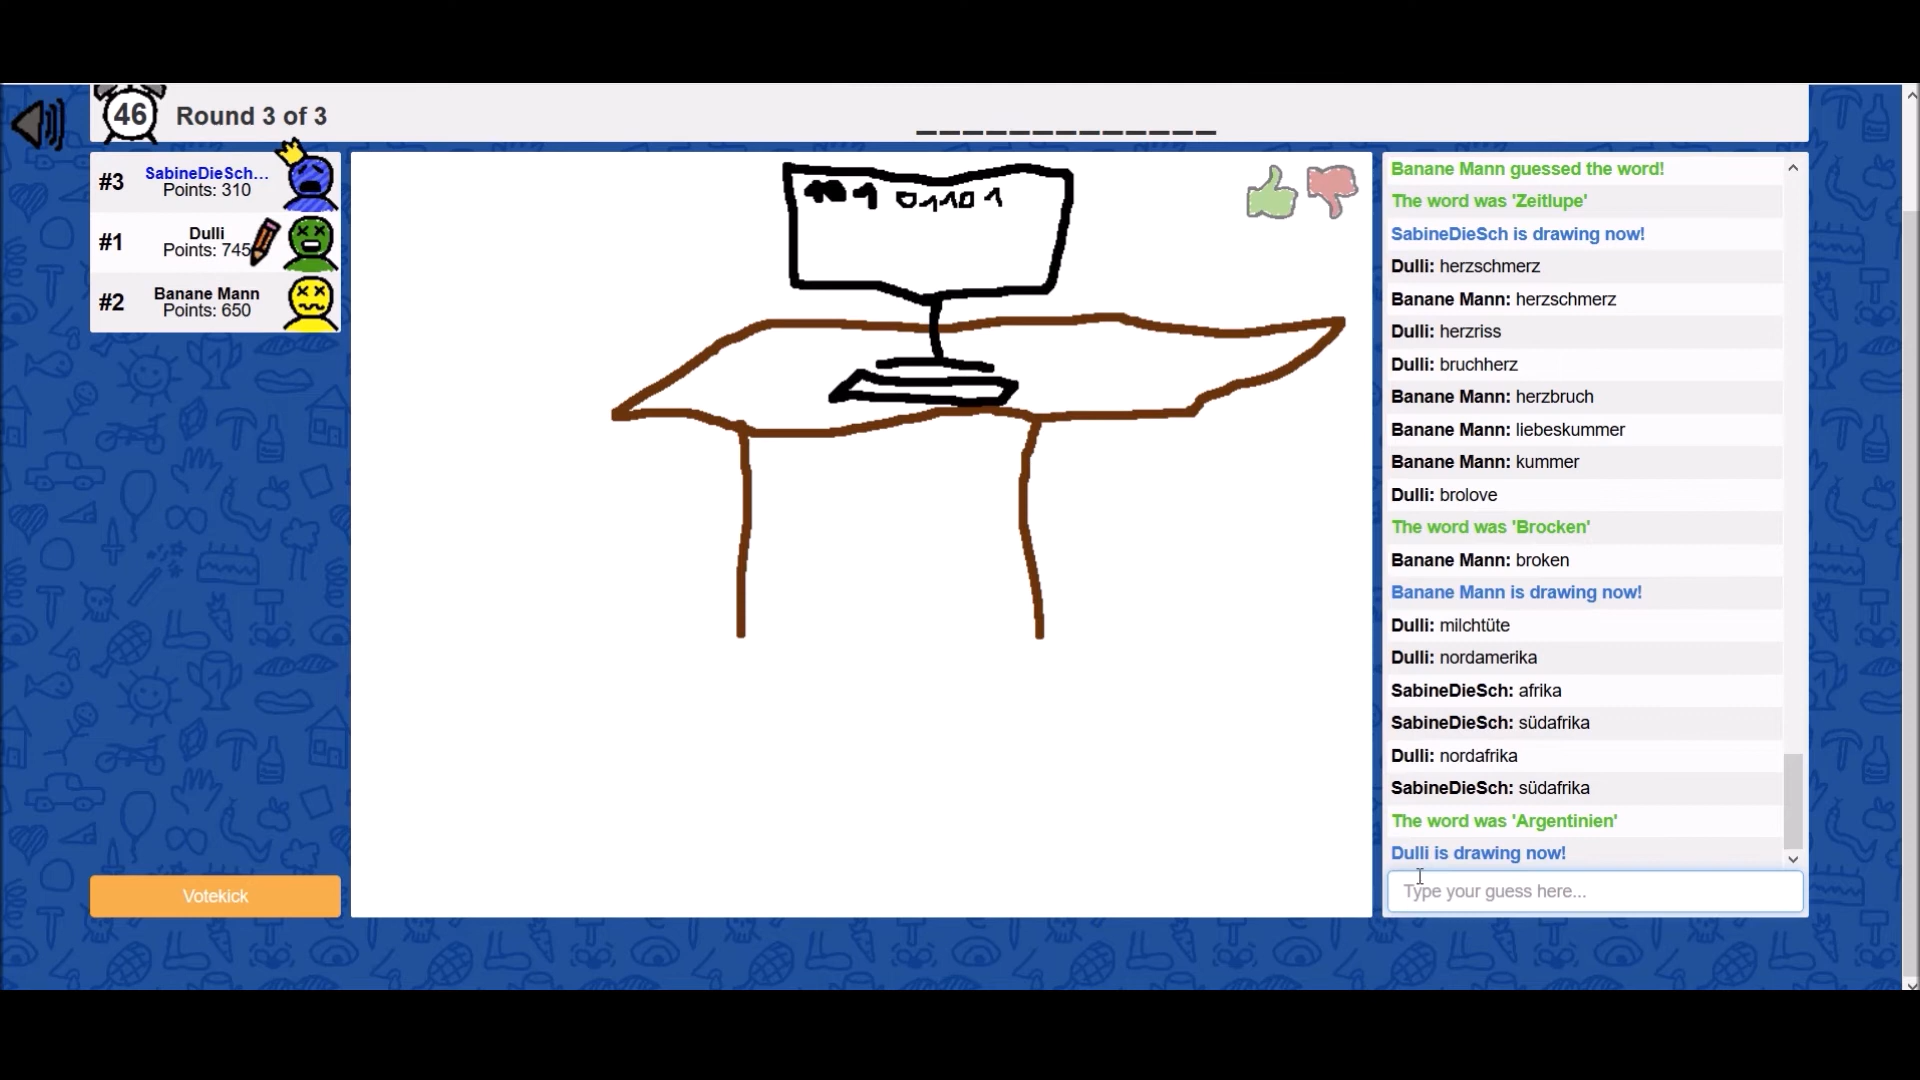 46
Round 3 of 3
_____________
#3
SabineDieSch...
Points: 310
#1
Dulli
Points: 745
#2
Banane Mann
Points: 650
1 01101
Banane Mann guessed the word!
The word was 'Zeitlupe'
SabineDieSch is drawing now!
Dulli: herzschmerz
Banane Mann: herzschmerz
Dulli: herzriss
Dulli: bruchherz
Banane Mann: herzbruch
Banane Mann: liebeskummer
Banane Mann: kummer
Dulli: brolove
The word was 'Brocken'
Banane Mann: broken
Banane Mann is drawing now!
Dulli: milchtüte
Dulli: nordamerika
SabineDieSch: afrika
SabineDieSch: südafrika
Dulli: nordafrika
SabineDieSch: südafrika
The word was 'Argentinien'
Dulli is drawing now!
Type your guess here...
Votekick